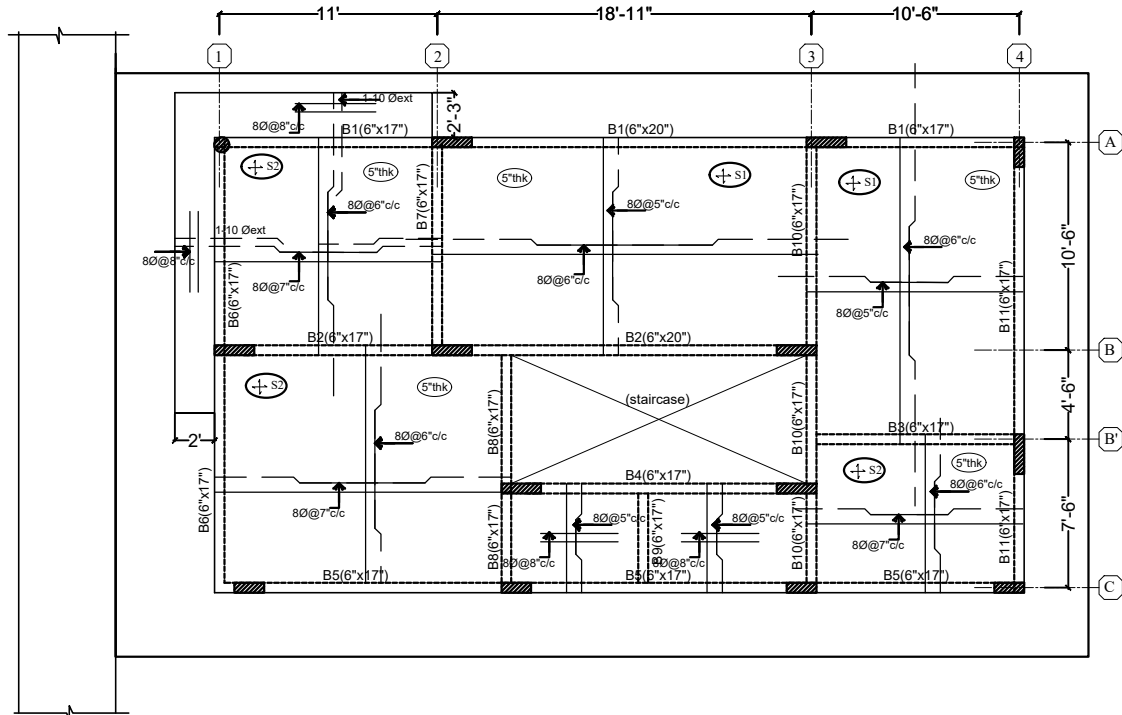 11' 18'-11" 10'-6"
1 2 3 4
1-10 Øext
8Ø@8"c/c
2'-3"
B1(6"x17") B1(6"x20") B1(6"x17")
A
S2 5"thk 5"thk S1 S1 5"thk
B7(6"x17")
B10(6"x17")
8Ø@6"c/c 8Ø@5"c/c
1-10 Øext
8Ø@6"c/c
10'-6"
8Ø@8"c/c
8Ø@7"c/c
8Ø@6"c/c
B6(6"x17")
8Ø@5"c/c
B11(6"x17")
B2(6"x17") B2(6"x20")
B
S2 5"thk
(staircase)
B8(6"x17")
B10(6"x17")
4'-6"
2'
8Ø@6"c/c
B3(6"x17")
B'
S2 5"thk
B6(6"x17")
B4(6"x17")
8Ø@6"c/c
8Ø@7"c/c
8Ø@5"c/c 8Ø@5"c/c
8Ø@7"c/c
7'-6"
B8(6"x17")
B9(6"x17")
B10(6"x17")
B11(6"x17")
8Ø@8"c/c 8Ø@8"c/c
B5(6"x17") B5(6"x17") B5(6"x17")
C